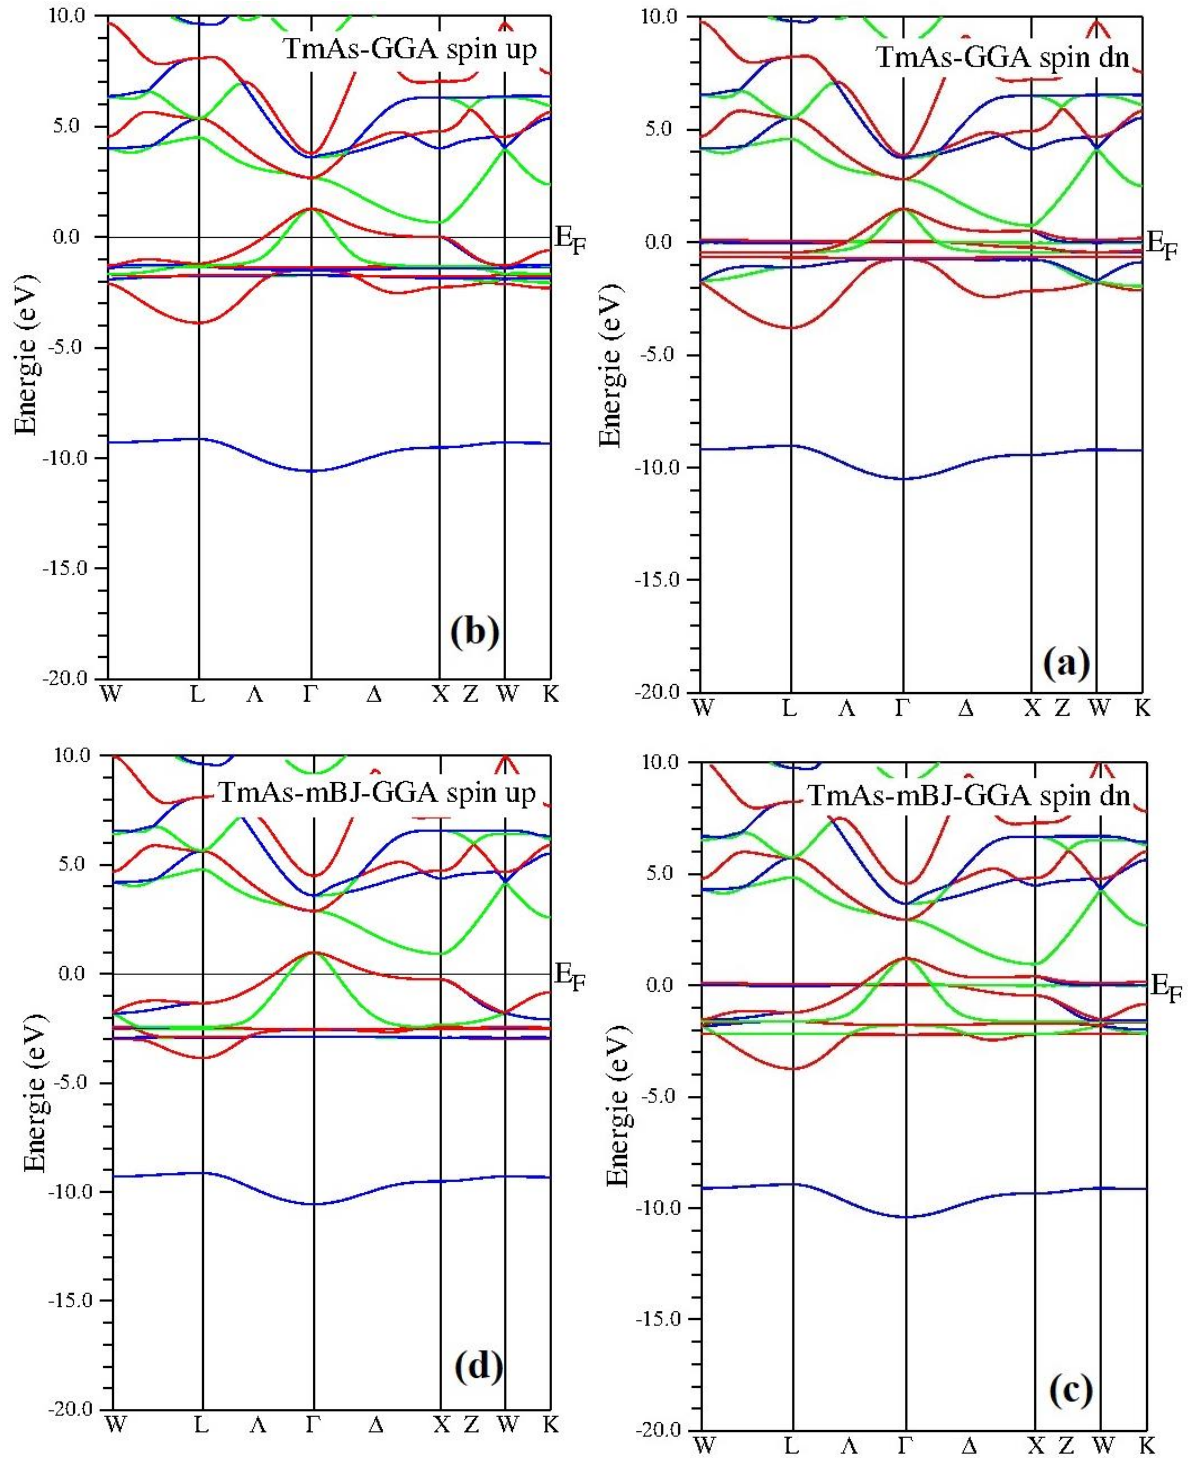 10.0
TmAs-GGA spin up
5.0
0.0
E_F
-5.0
-10.0
-15.0
-20.0
Energie (eV)
(b)
W L Λ Γ Δ X Z W K
10.0
TmAs-GGA spin dn
5.0
0.0
E_F
-5.0
-10.0
-15.0
-20.0
Energie (eV)
(a)
W L Λ Γ Δ X Z W K
10.0
TmAs-mBJ-GGA spin up
5.0
0.0
E_F
-5.0
-10.0
-15.0
-20.0
Energie (eV)
(d)
W L Λ Γ Δ X Z W K
10.0
TmAs-mBJ-GGA spin dn
5.0
0.0
E_F
-5.0
-10.0
-15.0
-20.0
Energie (eV)
(c)
W L Λ Γ Δ X Z W K